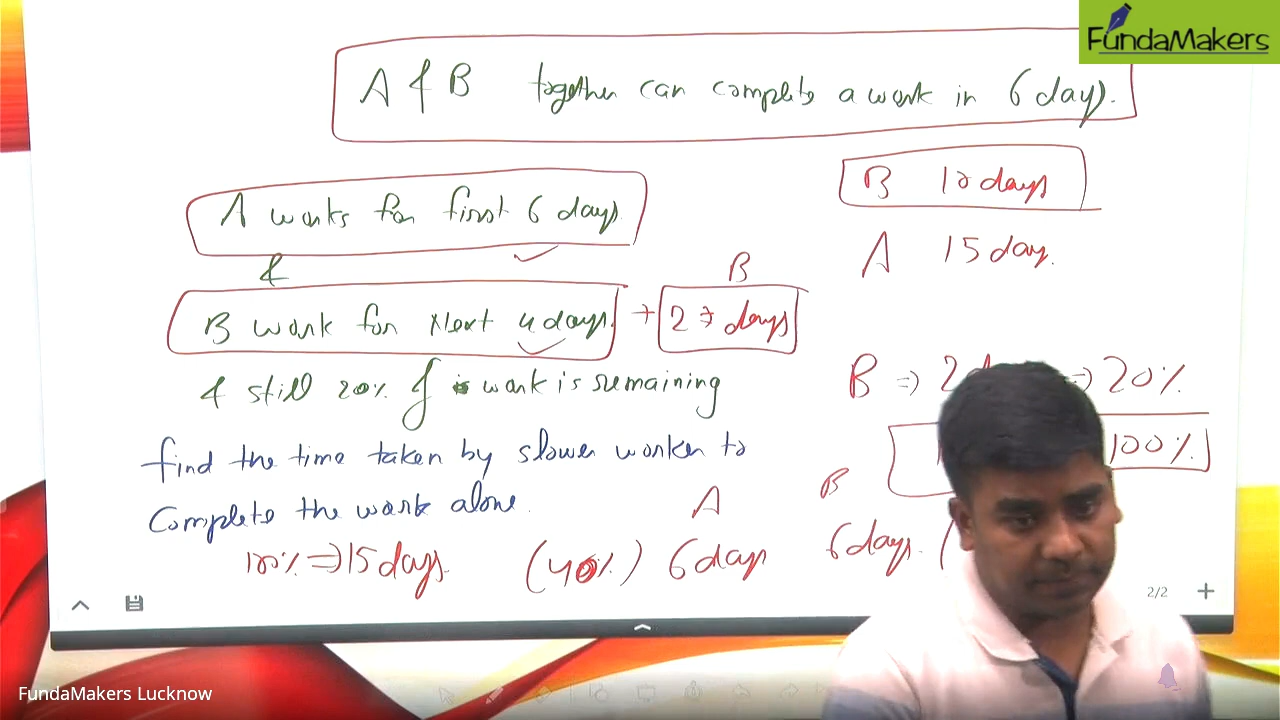 FundaMakers
A & B together can complete a work in 6 days.
B 10 days
A works for first 6 days
A 15 day.
&
B
B work for Next 4 days. + 2 → days
B => 2 => 20%
& still 20% of work is remaining
100%
find the time taken by slower worker to
Complete the work alone.
A
B
100% => 15 days.
(40%) 6 days
6 days. (
2/2
FundaMakers Lucknow